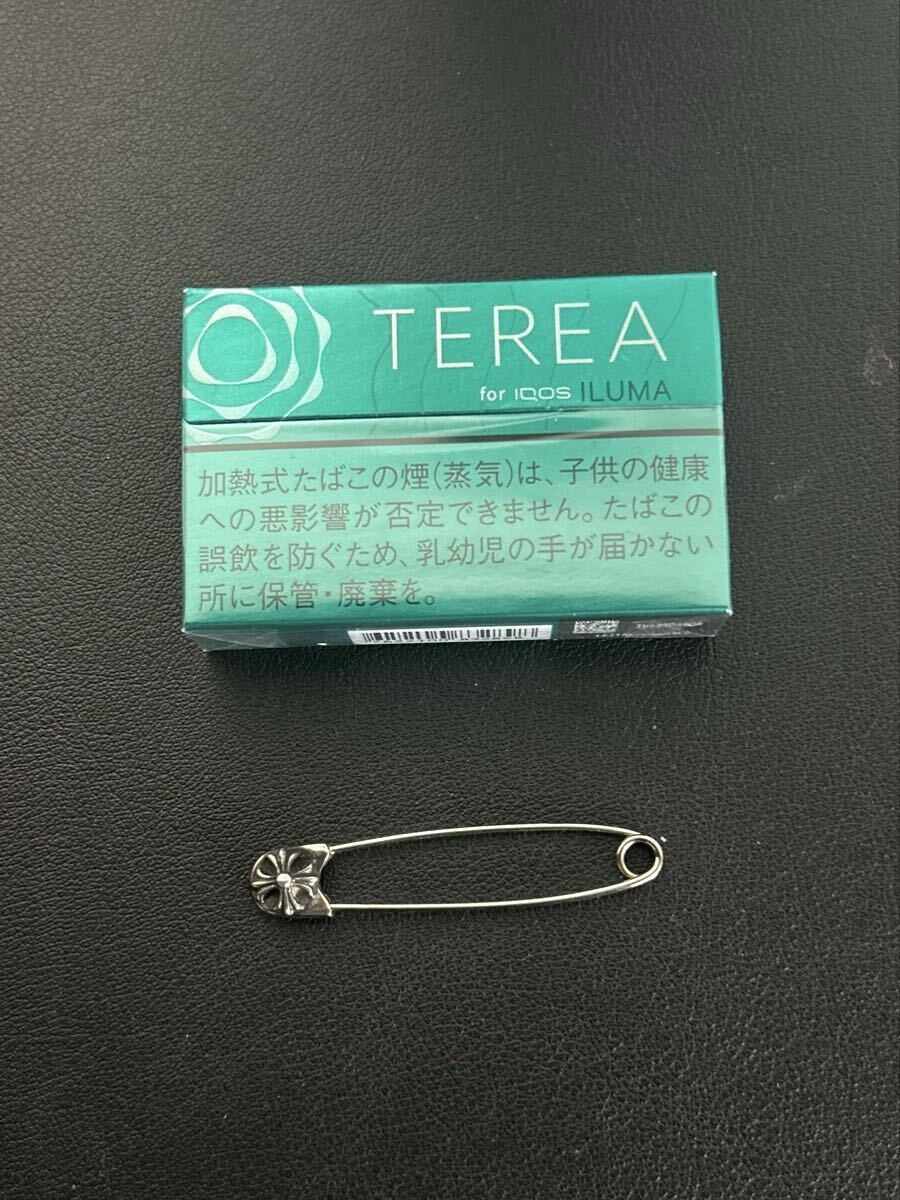 TEREA
for IQOS ILUMA
加熱式たばこの煙(蒸気)は、子供の健康
への悪影響が否定できません。たばこの
誤飲を防ぐため、乳幼児の手が届かない
所に保管・廃棄を。